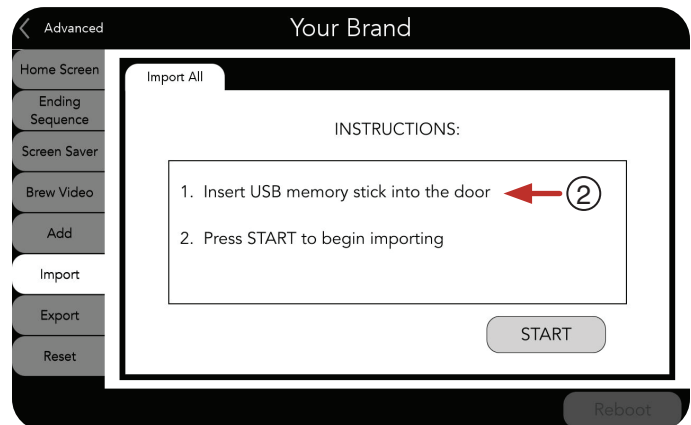 Advanced
Your Brand
Home Screen
Ending
Sequence
Screen Saver
Brew Video
Add
Import
Export
Reset
Import All
INSTRUCTIONS:
1. Insert USB memory stick into the door
2
2. Press START to begin importing
START
Reboot